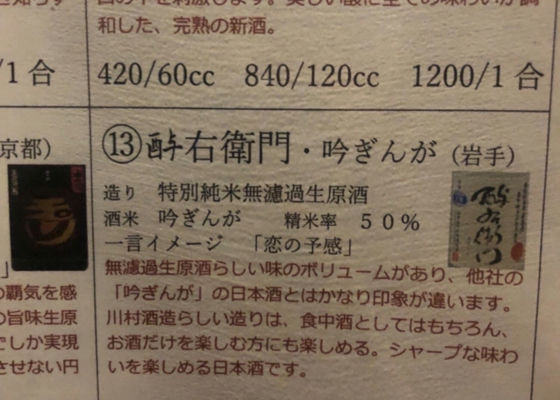 和した、完熟の新酒。
/1合
420/60cc 840/120cc 1200/1合
京都)
⑬酔右衛門・吟ぎんが(岩手)
造り 特別純米無濾過生原酒
酒米 吟ぎんが 精米率 50%
一言イメージ 「恋の予感」
無濾過生原酒らしい味のボリュームがあり、他社の
「吟ぎんが」の日本酒とはかなり印象が違います。
川村酒造らしい造りは、食中酒としてはもちろん、
お酒だけを楽しむ方にも楽しめる。シャープな味わ
いを楽しめる日本酒です。
」
の覇気を感
の旨味生原
でしか実現
させない円
酔右衛門